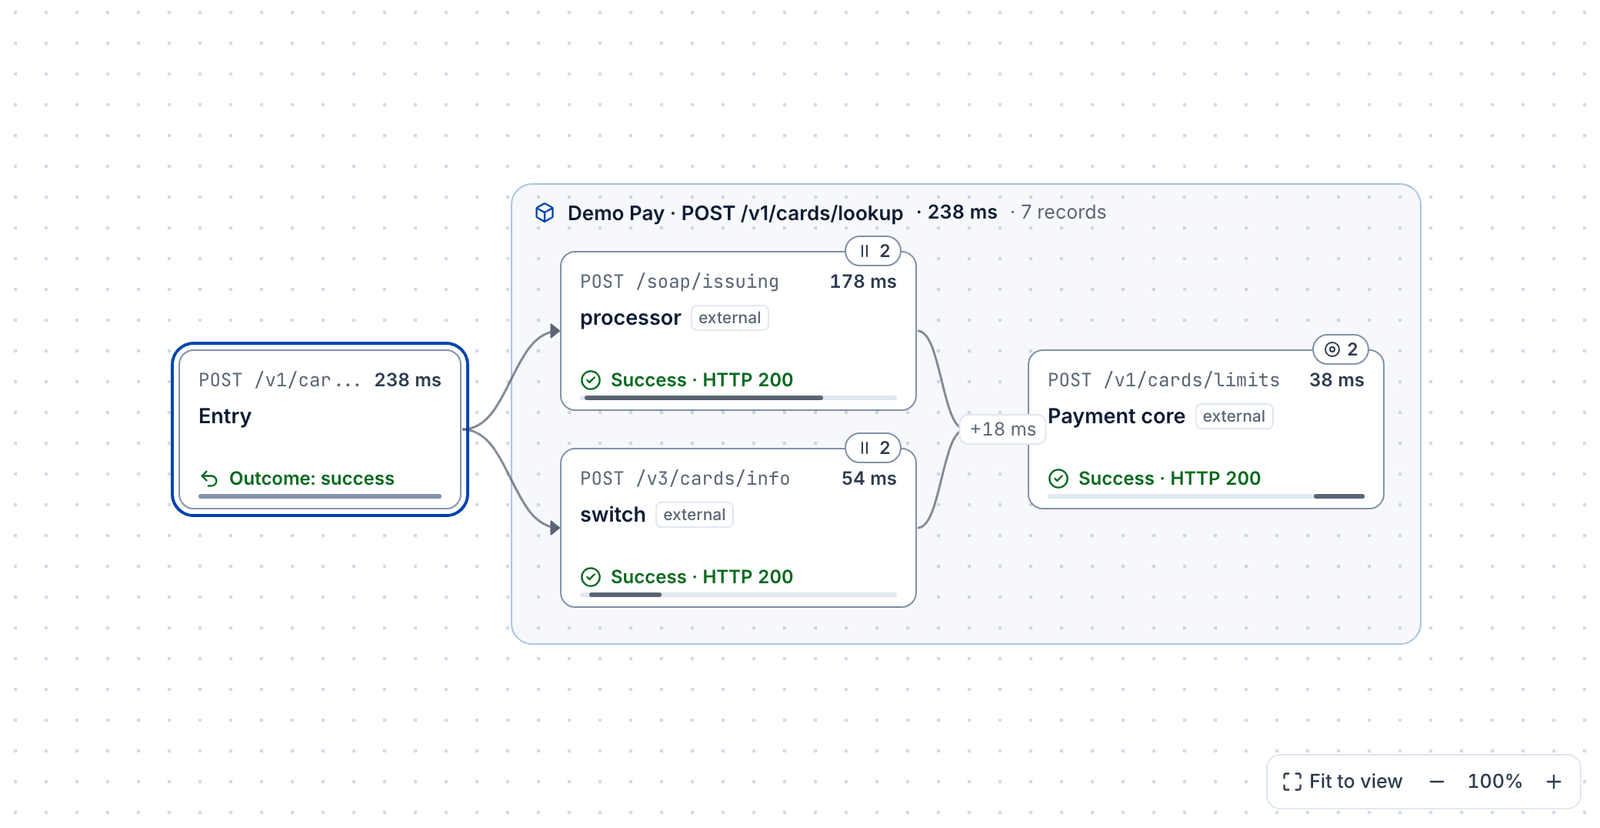 Demo Pay · POST /v1/cards/lookup · 238 ms · 7 records
POST /v1/car... 238 ms
Entry
Outcome: success
2
POST /soap/issuing 178 ms
processor external
Success · HTTP 200
2
POST /v3/cards/info 54 ms
switch external
Success · HTTP 200
+18 ms
2
POST /v1/cards/limits 38 ms
Payment core external
Success · HTTP 200
Fit to view − 100% +